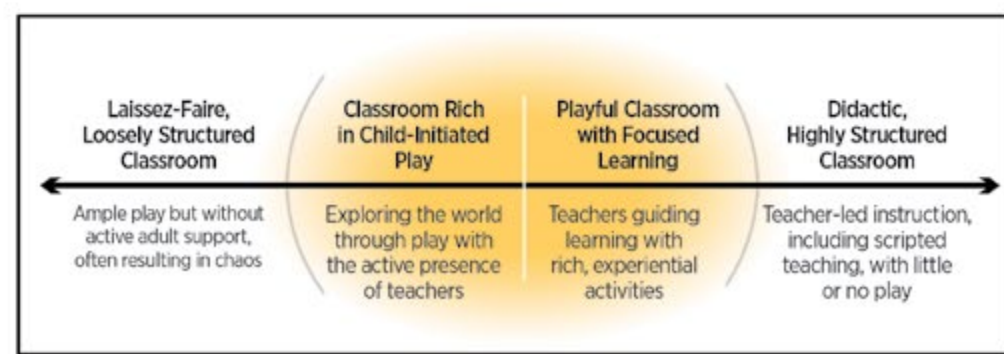 Laissez-Faire,
Loosely Structured
Classroom
Ample play but without
active adult support,
often resulting in chaos
Classroom Rich
in Child-Initiated
Play
Exploring the world
through play with
the active presence
of teachers
Playful Classroom
with Focused
Learning
Teachers guiding
learning with
rich, experiential
activities
Didactic,
Highly Structured
Classroom
Teacher-led instruction,
including scripted
teaching, with little
or no play